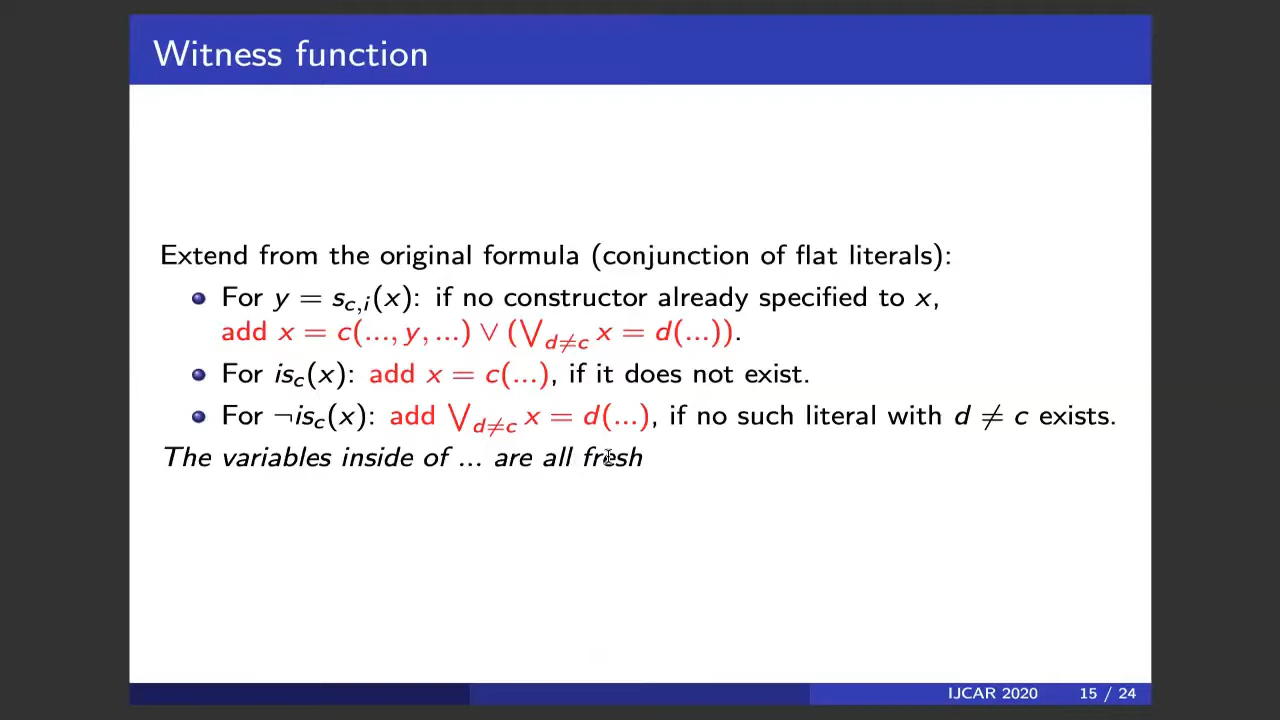 Witness function
Extend from the original formula (conjunction of flat literals):
For y = s_{c,i}(x): if no constructor already specified to x,
add x = c(..., y, ...) ∨ (⋁_{d≠c} x = d(...)).
For is_c(x): add x = c(...), if it does not exist.
For ¬is_c(x): add ⋁_{d≠c} x = d(...), if no such literal with d ≠ c exists.
The variables inside of ... are all fresh
IJCAR 2020 15 / 24